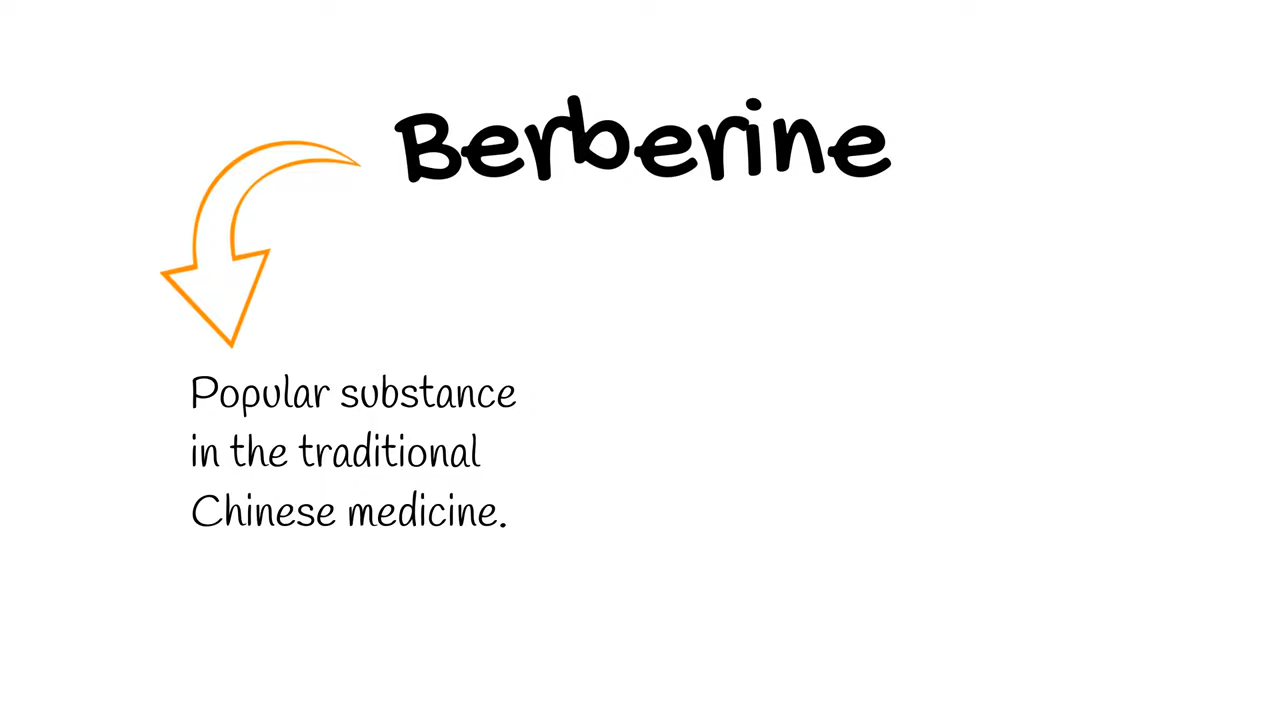 Berberine
Popular substance
in the traditional
Chinese medicine.